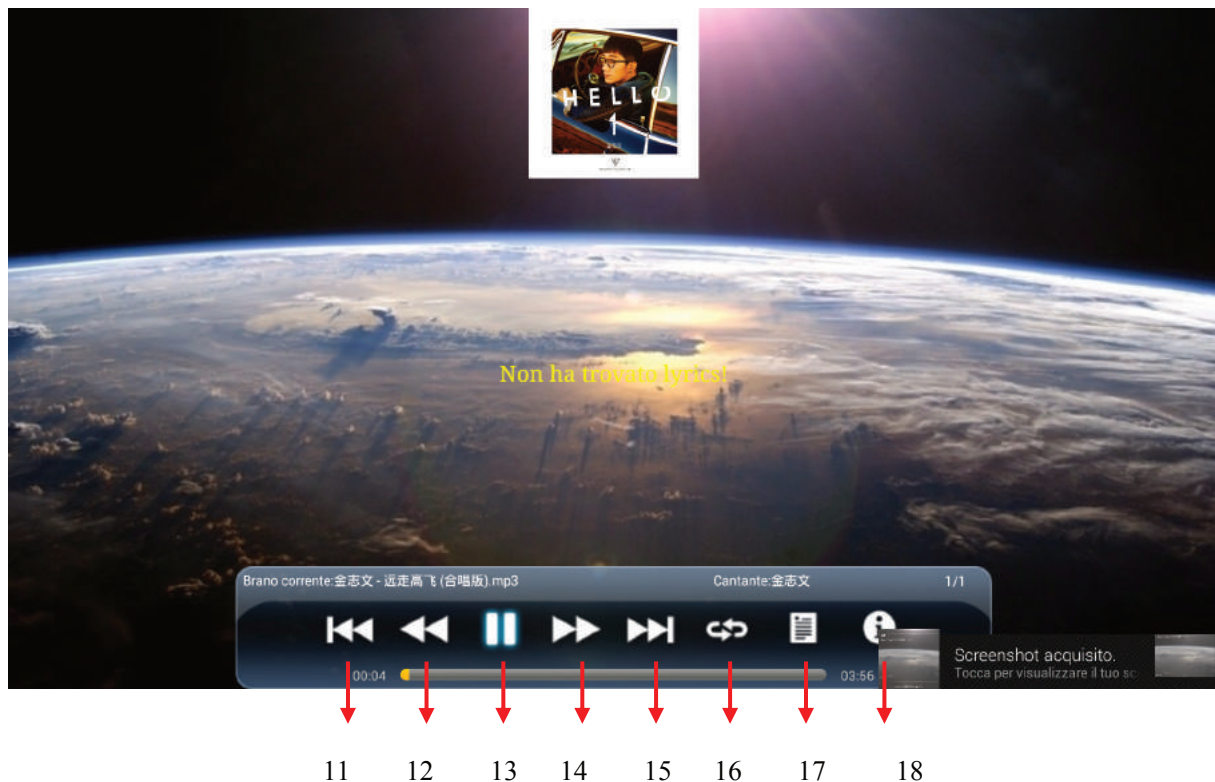 HELLO
Non ha trovato lyrics!
Brano corrente:金志文 - 远走高飞 (合唱版).mp3 Cantante:金志文 1/1
Screenshot acquisito.
00:04 03:56 Tocca per visualizzare il tuo sc
11 12 13 14 15 16 17 18